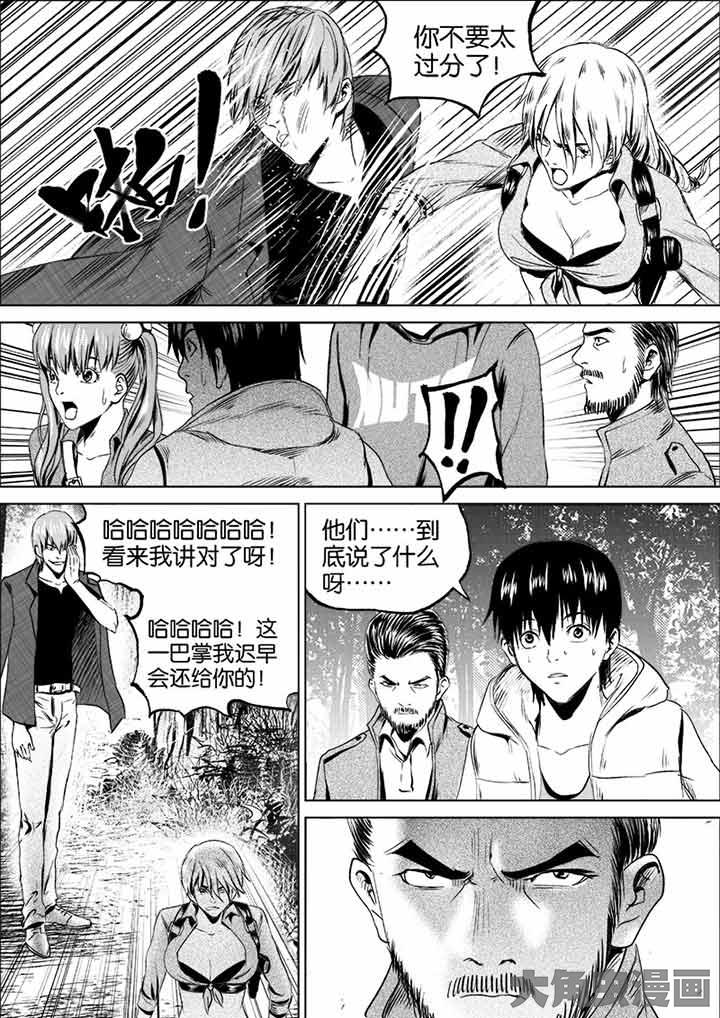 你不要太
过分了！
啪！
NUTS
!!
哈哈哈哈哈哈哈！
看来我讲对了呀！
哈哈哈哈！这
一巴掌我迟早
会还给你的！
他们……到
底说了什么
呀……
大角虫漫画